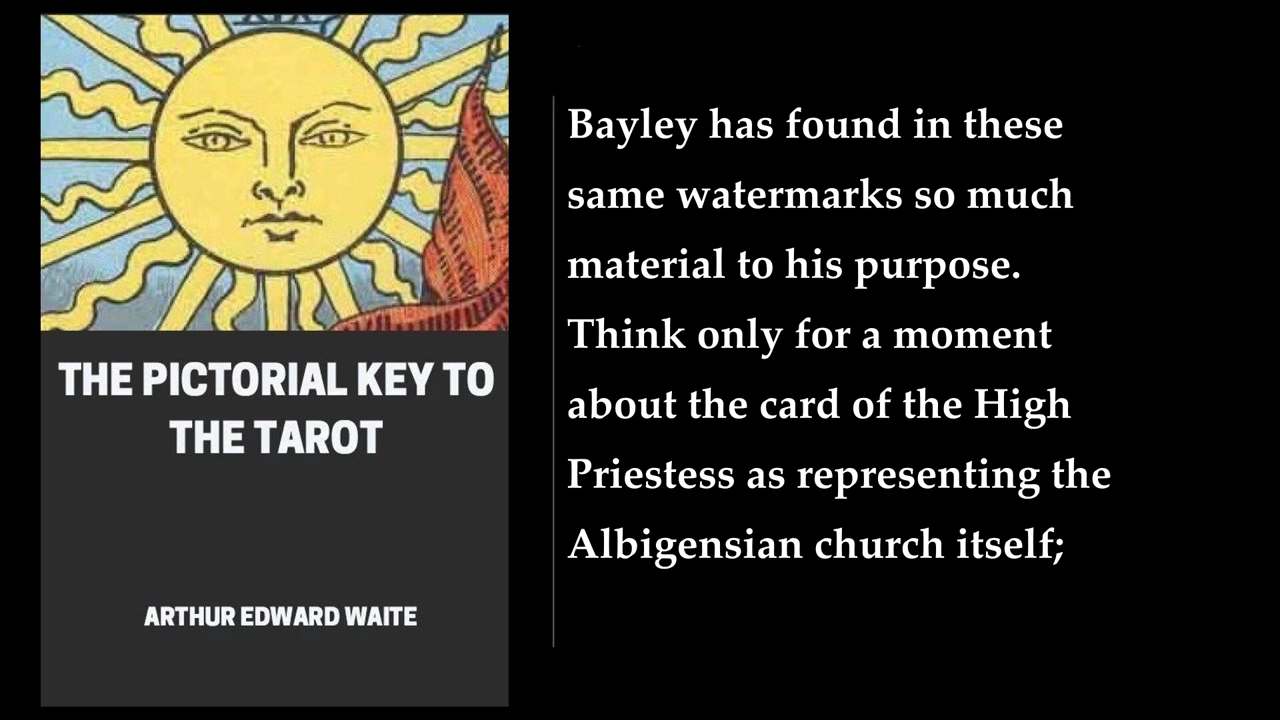 THE PICTORIAL KEY TO
THE TAROT
ARTHUR EDWARD WAITE
Bayley has found in these
same watermarks so much
material to his purpose.
Think only for a moment
about the card of the High
Priestess as representing the
Albigensian church itself;